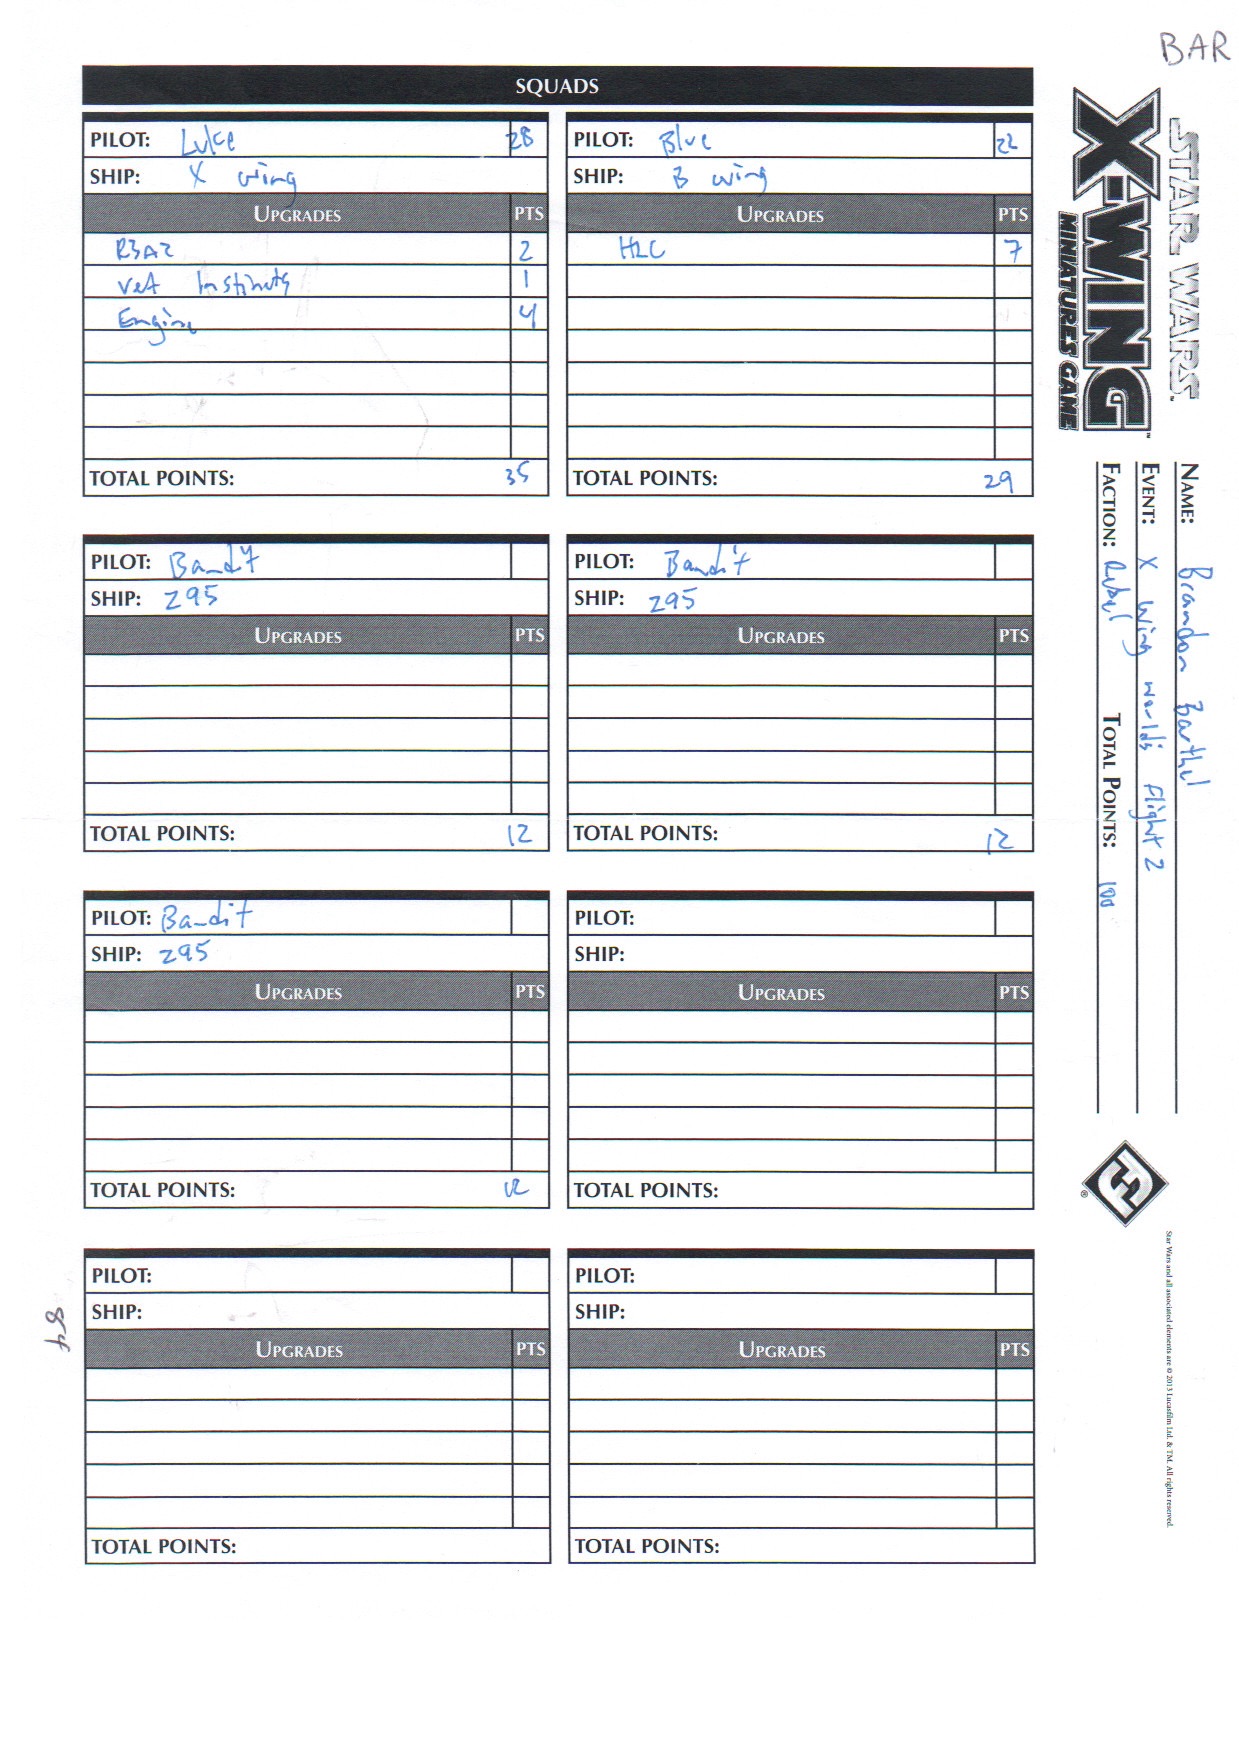 BAR
SQUADS
PILOT: Luke 28
SHIP: X wing
UPGRADES PTS
R3A2 2
vet Instincts 1
Engine 4
TOTAL POINTS: 35
PILOT: Blue 22
SHIP: B wing
UPGRADES PTS
HLC 7
TOTAL POINTS: 29
PILOT: Bandit
SHIP: Z95
UPGRADES PTS
TOTAL POINTS: 12
PILOT: Bandit
SHIP: Z95
UPGRADES PTS
TOTAL POINTS: 12
PILOT: Bandit
SHIP: Z95
UPGRADES PTS
TOTAL POINTS: 12
PILOT:
SHIP:
UPGRADES PTS
TOTAL POINTS:
PILOT:
SHIP:
UPGRADES PTS
TOTAL POINTS:
PILOT:
SHIP:
UPGRADES PTS
TOTAL POINTS:
STAR WARS™
X-WING™
MINIATURES GAME
NAME: Brandon Barthel
EVENT: X Wing worlds Flight 2
FACTION: Rebel TOTAL POINTS: 100
Star Wars and all associated elements are © 2013 Lucasfilm Ltd. & TM. All rights reserved.